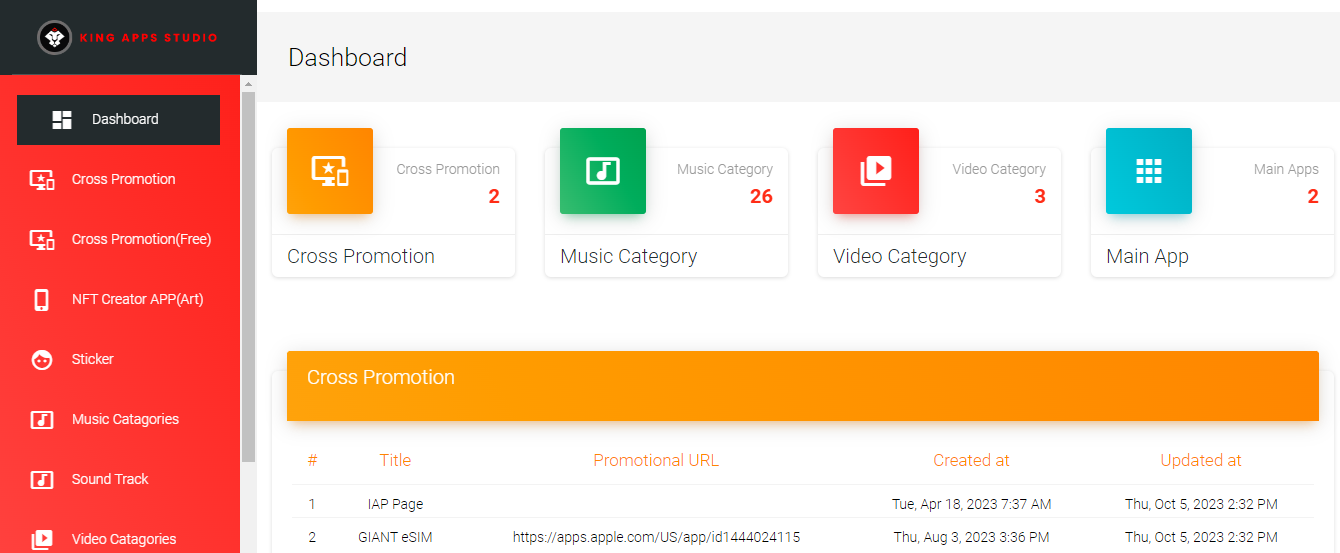 KING APPS STUDIO
Dashboard
Cross Promotion
Cross Promotion(Free)
NFT Creator APP(Art)
Sticker
Music Catagories
Sound Track
Video Catagories
Dashboard
Cross Promotion
2
Cross Promotion
Music Category
26
Music Category
Video Category
3
Video Category
Main Apps
2
Main App
Cross Promotion
# Title Promotional URL Created at Updated at
1 IAP Page Tue, Apr 18, 2023 7:37 AM Thu, Oct 5, 2023 2:32 PM
2 GIANT eSIM https://apps.apple.com/US/app/id1444024115 Thu, Aug 3, 2023 3:36 PM Thu, Oct 5, 2023 2:32 PM